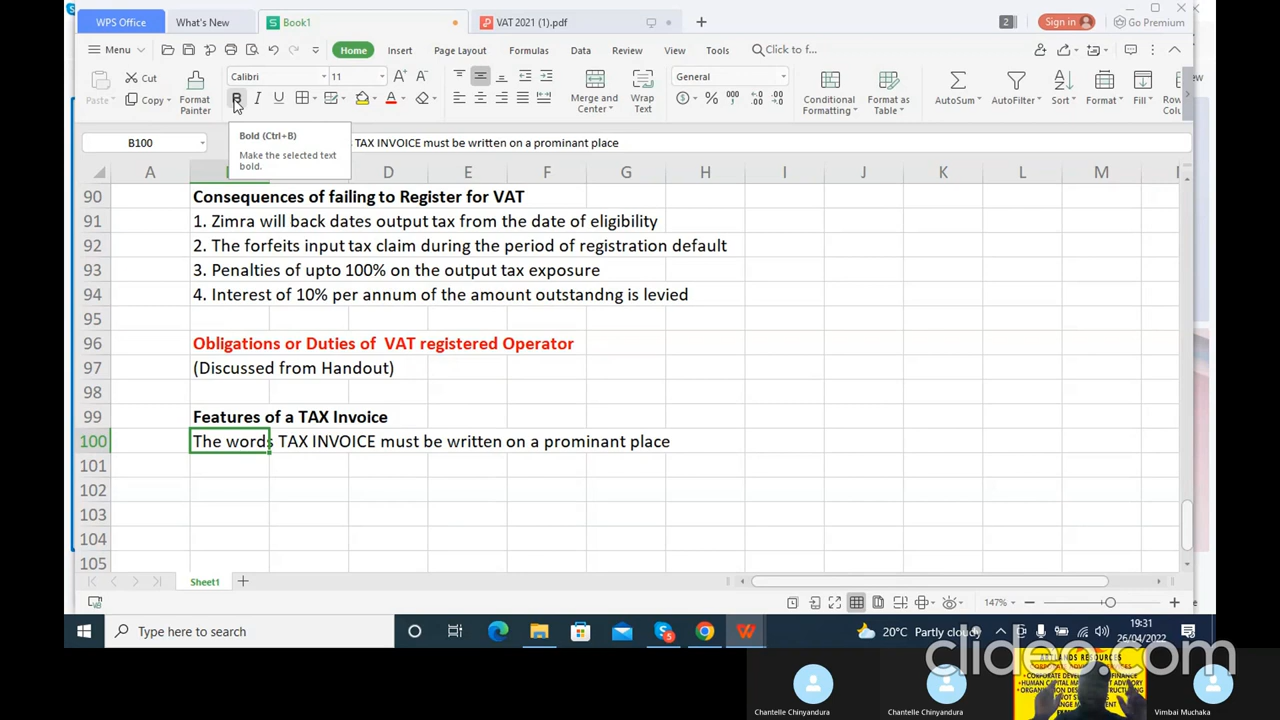 WPS Office What's New Book1 VAT 2021 (1).pdf 2 Sign in Go Premium
Menu Home Insert Page Layout Formulas Data Review View Tools Click to f...
Paste Cut Copy Format Painter Calibri 11 B I U General
Merge and Center Wrap Text Conditional Formatting Format as Table AutoSum AutoFilter Sort Format Fill Row Colu
B100 TAX INVOICE must be written on a prominant place
Bold (Ctrl+B)
Make the selected text
bold.
A D E F G H I J K L M
90 Consequences of failing to Register for VAT
91 1. Zimra will back dates output tax from the date of eligibility
92 2. The forfeits input tax claim during the period of registration default
93 3. Penalties of upto 100% on the output tax exposure
94 4. Interest of 10% per annum of the amount outstandng is levied
95
96 Obligations or Duties of VAT registered Operator
97 (Discussed from Handout)
98
99 Features of a TAX Invoice
100 The words TAX INVOICE must be written on a prominant place
101
102
103
104
105
Sheet1
147%
Type here to search 20°C Partly cloudy 19:31
26/04/2022
clideo.com
ARTLANDS RESOURCES
Chantelle Chinyandura Chantelle Chinyandura Vimbai Muchaka